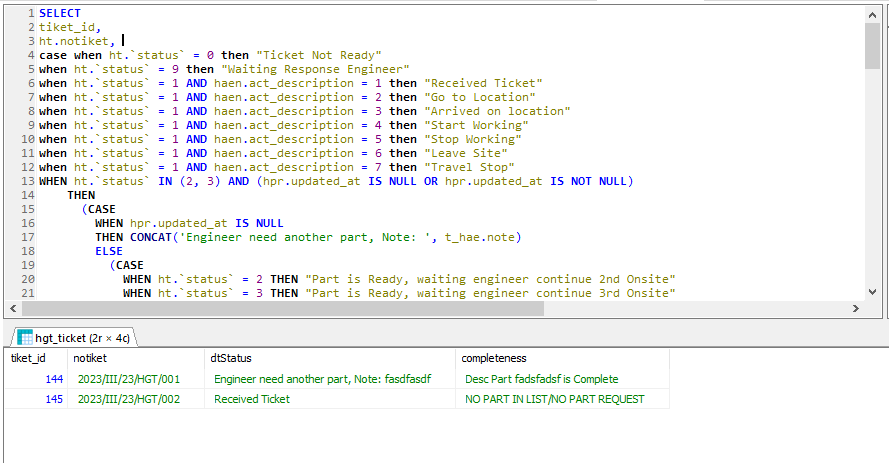 1 SELECT
2 tiket_id,
3 ht.notiket,
4 case when ht.`status` = 0 then "Ticket Not Ready"
5 when ht.`status` = 9 then "Waiting Response Engineer"
6 when ht.`status` = 1 AND haen.act_description = 1 then "Received Ticket"
7 when ht.`status` = 1 AND haen.act_description = 2 then "Go to Location"
8 when ht.`status` = 1 AND haen.act_description = 3 then "Arrived on location"
9 when ht.`status` = 1 AND haen.act_description = 4 then "Start Working"
10 when ht.`status` = 1 AND haen.act_description = 5 then "Stop Working"
11 when ht.`status` = 1 AND haen.act_description = 6 then "Leave Site"
12 when ht.`status` = 1 AND haen.act_description = 7 then "Travel Stop"
13 WHEN ht.`status` IN (2, 3) AND (hpr.updated_at IS NULL OR hpr.updated_at IS NOT NULL)
14 THEN
15 (CASE
16 WHEN hpr.updated_at IS NULL
17 THEN CONCAT('Engineer need another part, Note: ', t_hae.note)
18 ELSE
19 (CASE
20 WHEN ht.`status` = 2 THEN "Part is Ready, waiting engineer continue 2nd Onsite"
21 WHEN ht.`status` = 3 THEN "Part is Ready, waiting engineer continue 3rd Onsite"
hgt_ticket (2r × 4c)
tiket_id notiket dtStatus completeness
144 2023/III/23/HGT/001 Engineer need another part, Note: fasdfasdf Desc Part fadsfadsf is Complete
145 2023/III/23/HGT/002 Received Ticket NO PART IN LIST/NO PART REQUEST